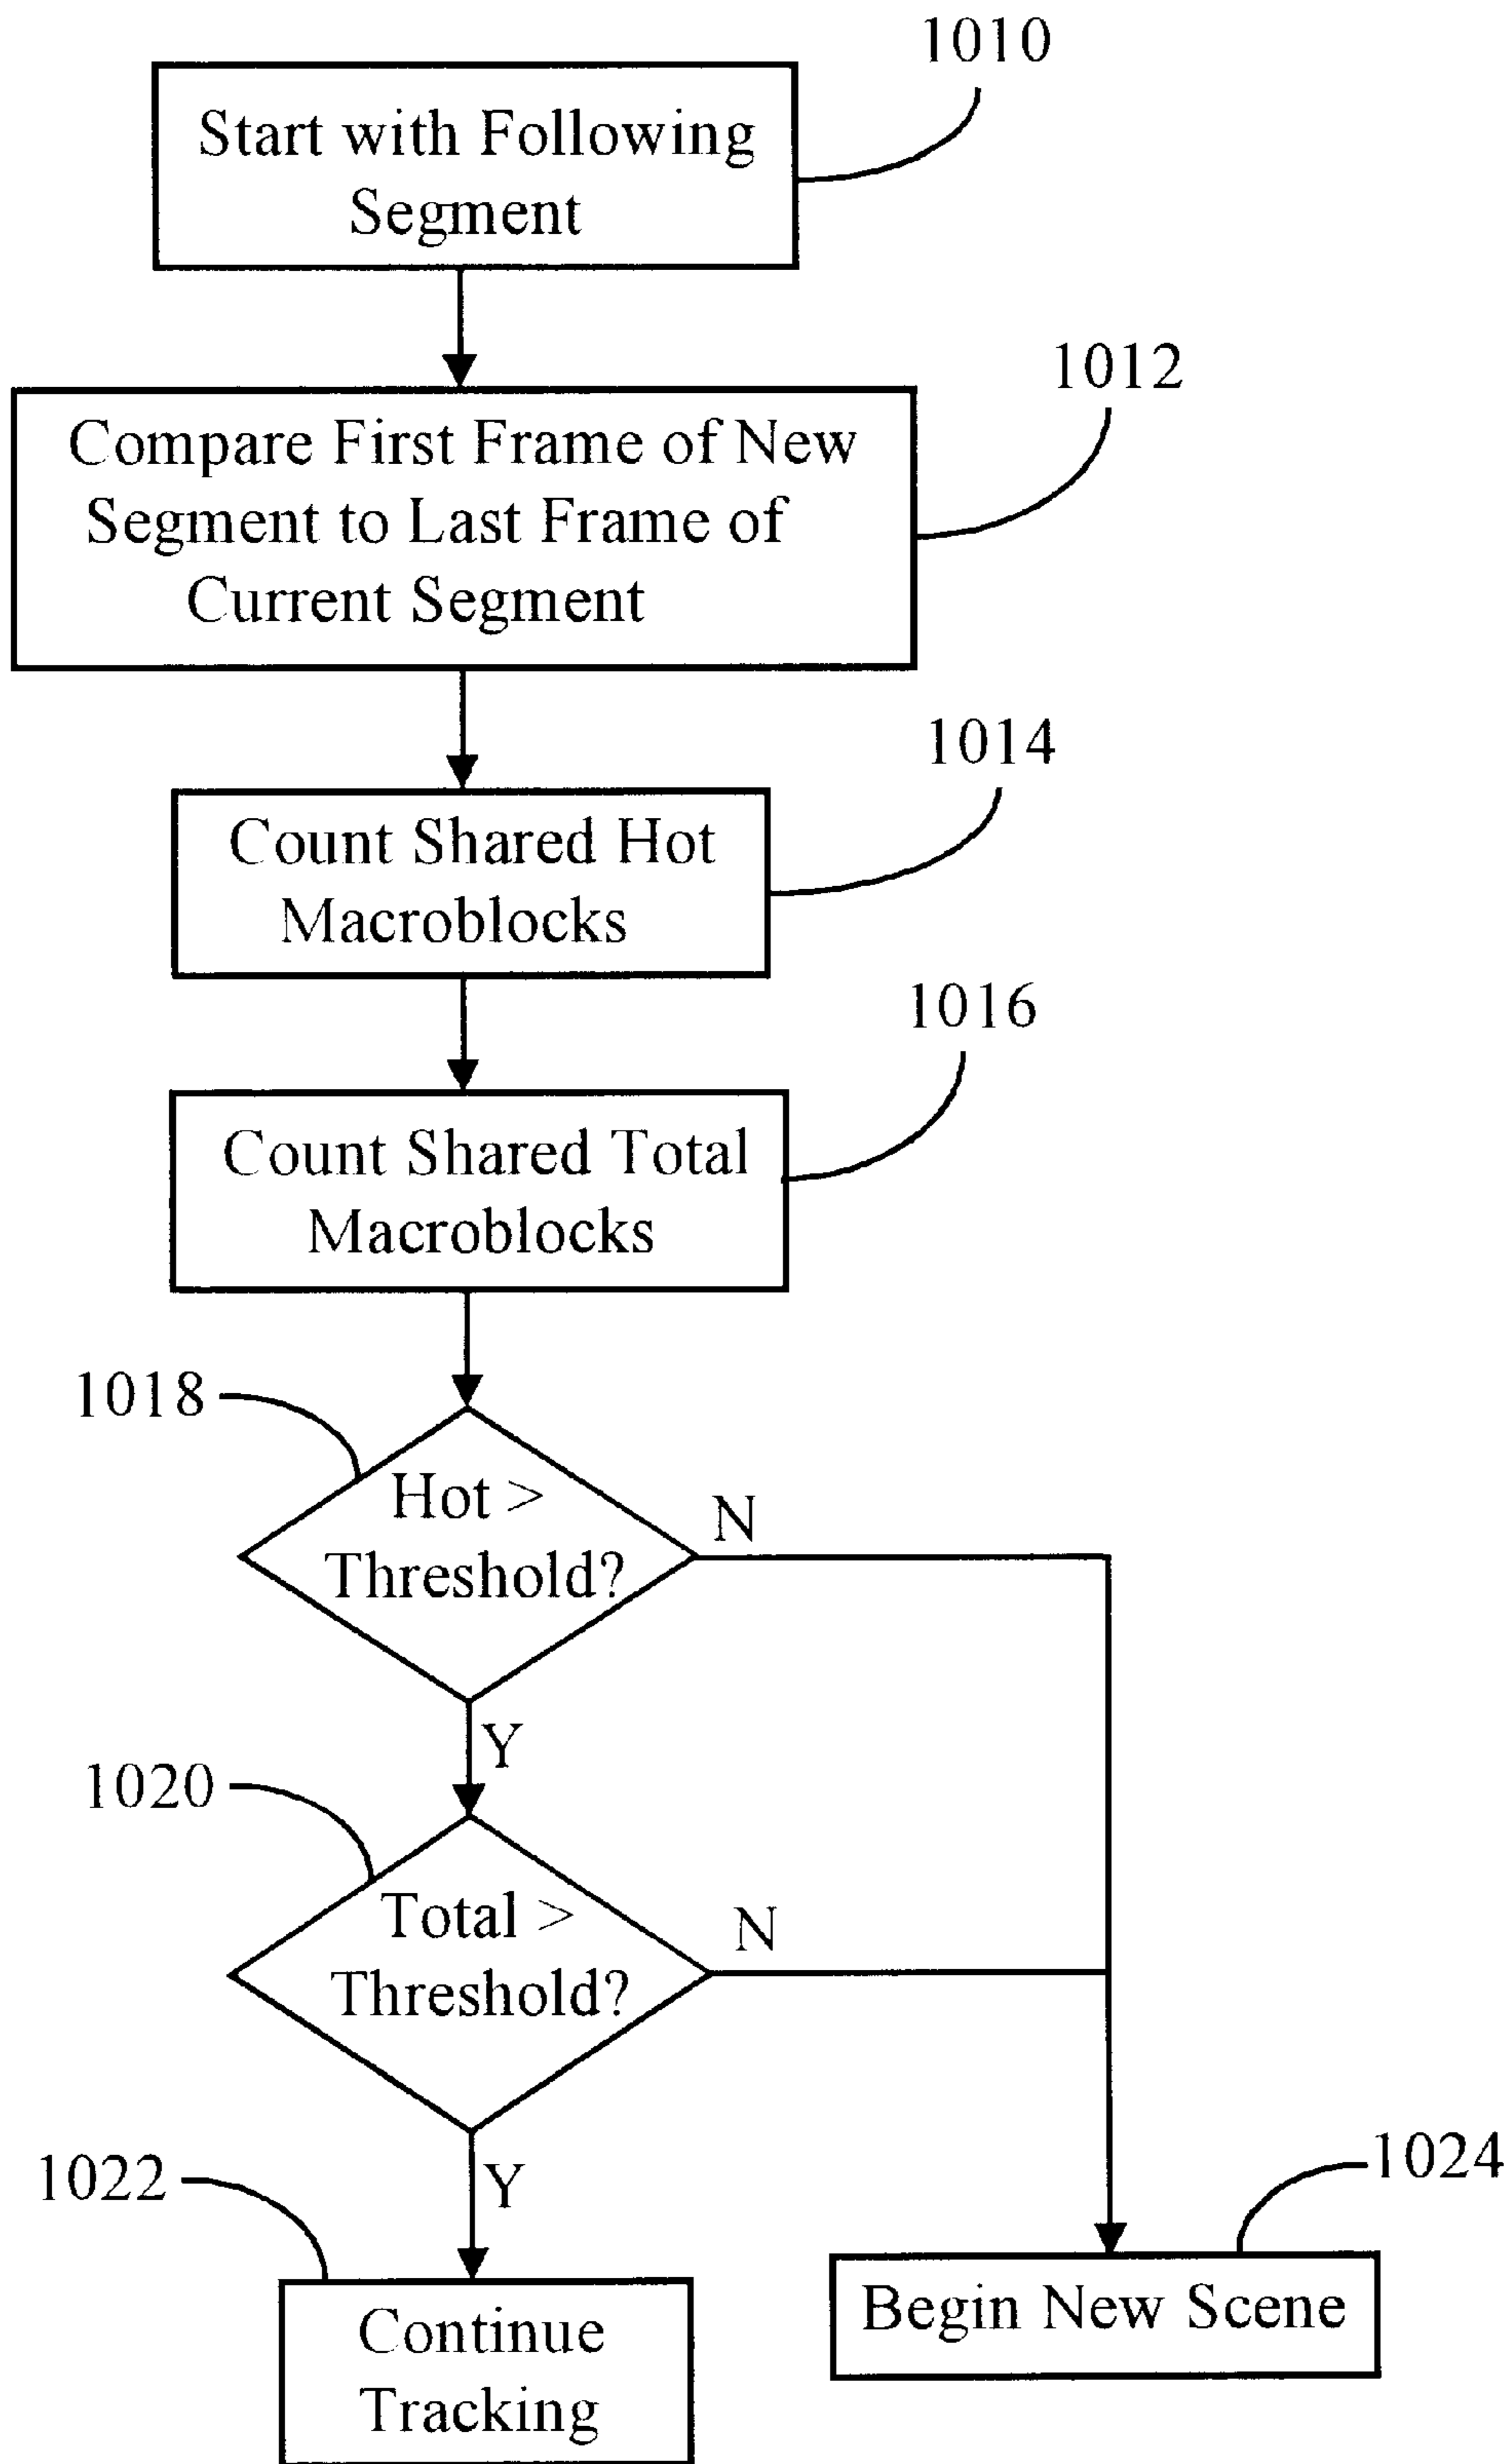 1010
Start with Following
Segment
1012
Compare First Frame of New
Segment to Last Frame of
Current Segment
1014
Count Shared Hot
Macroblocks
1016
Count Shared Total
Macroblocks
1018
Hot >
Threshold?
N
Y
1020
Total >
Threshold?
N
Y
1022
Continue
Tracking
1024
Begin New Scene